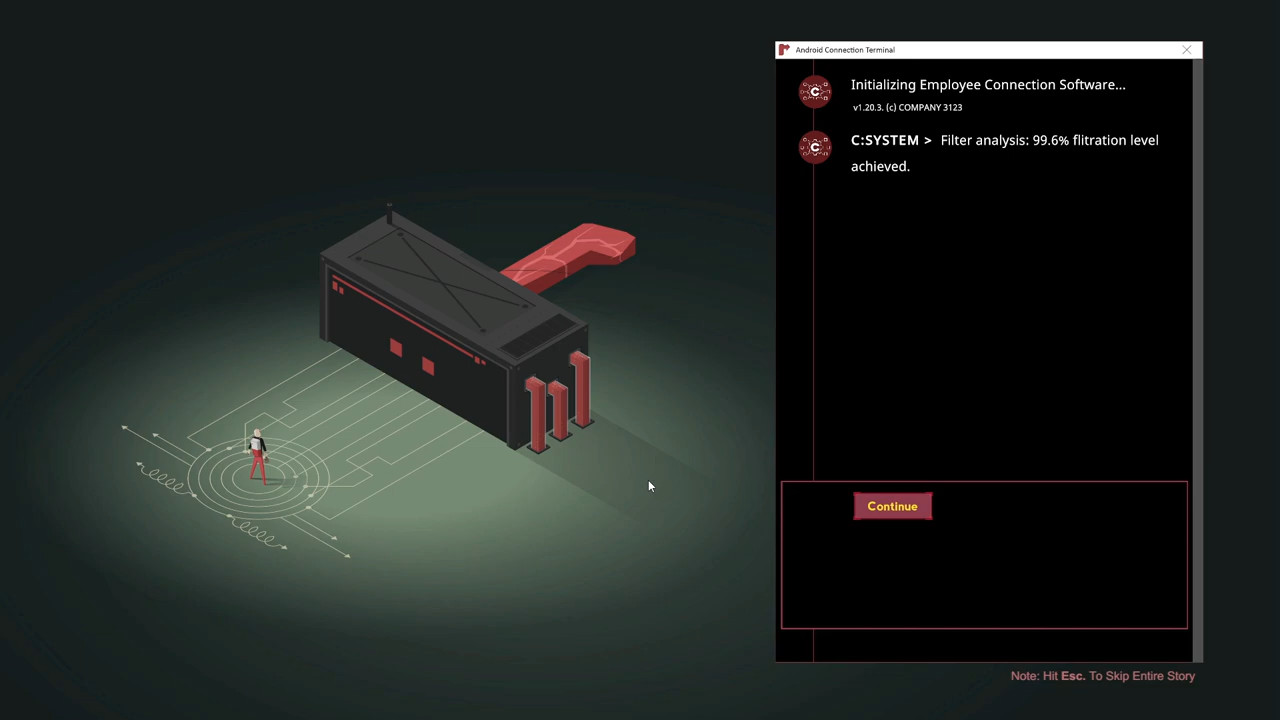 Android Connection Terminal
Initializing Employee Connection Software...
v1.20.3. (c) COMPANY 3123
C:SYSTEM > Filter analysis: 99.6% flitration level
achieved.
Continue
Note: Hit Esc. To Skip Entire Story